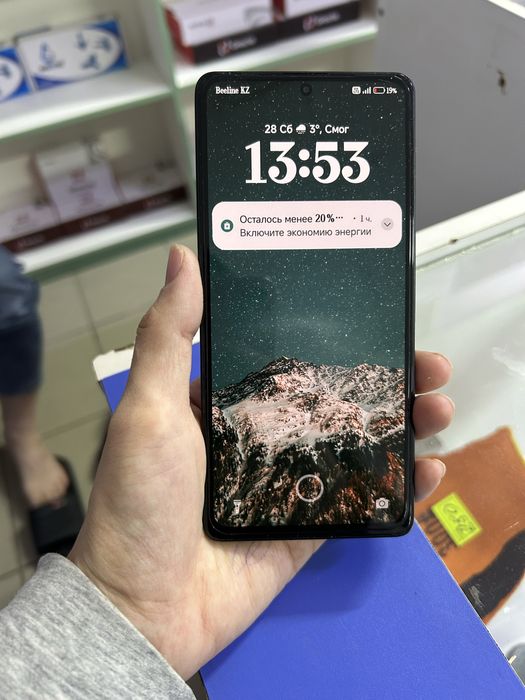 Beeline KZ
19%
28 Сб 3°, Смог
13:53
Осталось менее 20%··· • 1 ч.
Включите экономию энергии